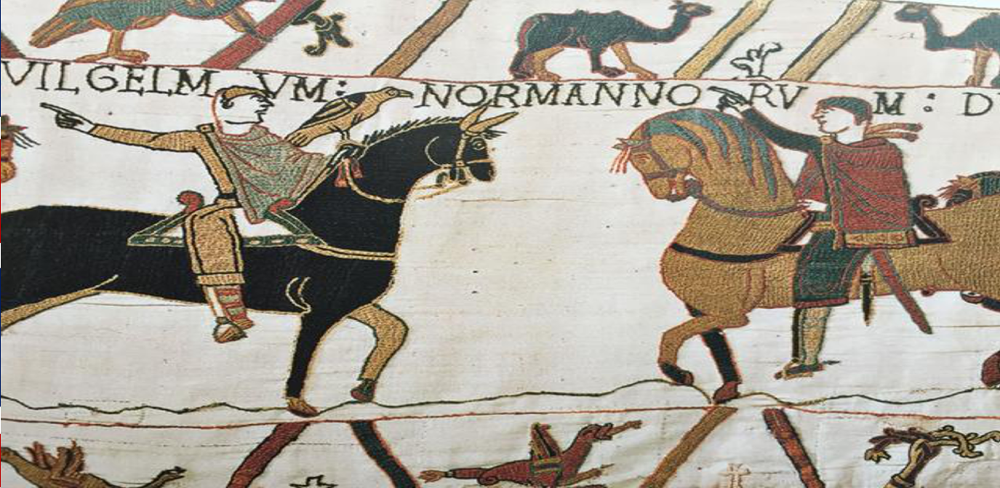 VILGELM VM: NORMANNO RV M : D